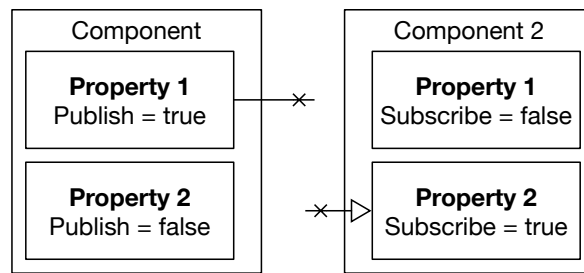 Component
Property 1
Publish = true
Property 2
Publish = false
Component 2
Property 1
Subscribe = false
Property 2
Subscribe = true